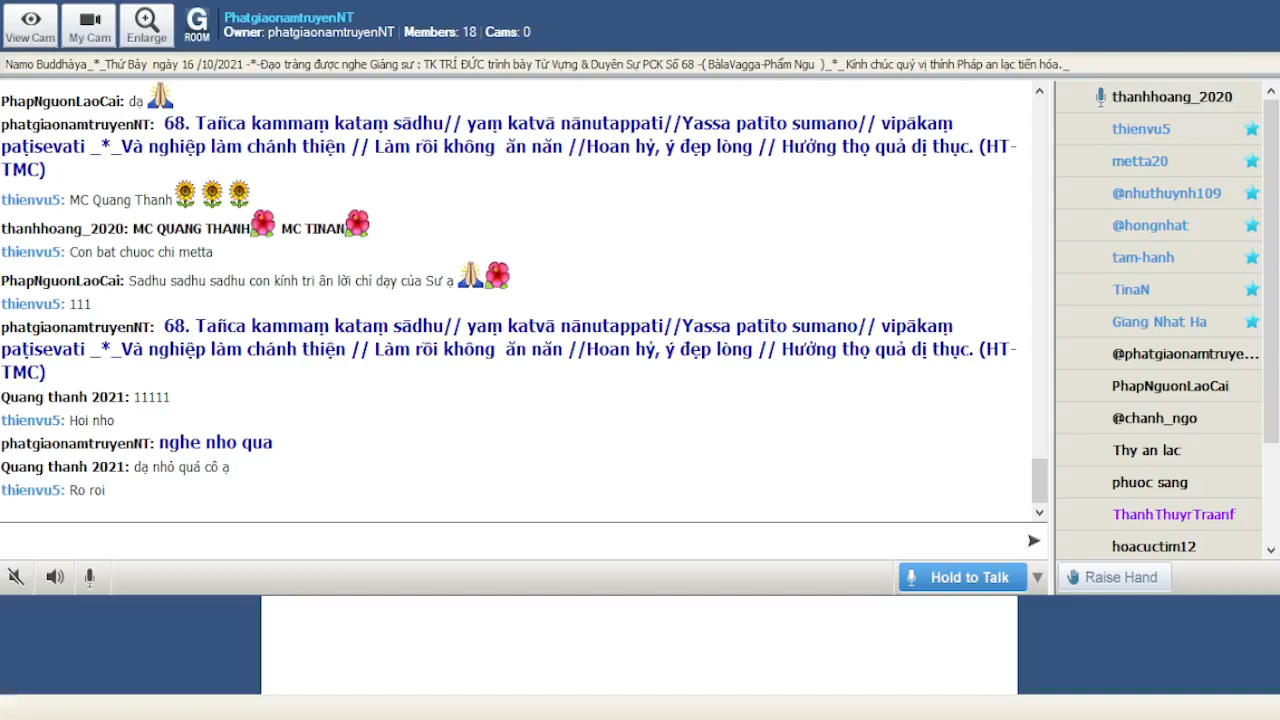 View Cam
My Cam
Enlarge
G
ROOM
PhatgiaonamtruyenNT
Owner: phatgiaonamtruyenNT | Members: 18 | Cams: 0
Namo Buddhàya_*_Thứ Bảy ngày 16 /10/2021 -*-Đạo tràng được nghe Giảng sư : TK TRÍ ĐỨC trình bày Từ Vựng & Duyên Sự PCK Số 68 -( BàlaVagga-Phẩm Ngu )_*_ Kính chúc quý vị thính Pháp an lạc tiến hóa._
PhapNguonLaoCai: dạ
phatgiaonamtruyenNT: 68. Tañca kammaṃ kataṃ sādhu// yaṃ katvā nānutappati//Yassa patīto sumano// vipākaṃ
paṭisevati _*_Và nghiệp làm chánh thiện // Làm rồi không ăn năn //Hoan hỷ, ý đẹp lòng // Hưởng thọ quả dị thục. (HT-
TMC)
thienvu5: MC Quang Thanh
thanhhoang_2020: MC QUANG THANH MC TINAN
thienvu5: Con bat chuoc chi metta
PhapNguonLaoCai: Sadhu sadhu sadhu con kính tri ân lời chỉ dạy của Sư ạ
thienvu5: 111
phatgiaonamtruyenNT: 68. Tañca kammaṃ kataṃ sādhu// yaṃ katvā nānutappati//Yassa patīto sumano// vipākaṃ
paṭisevati _*_Và nghiệp làm chánh thiện // Làm rồi không ăn năn //Hoan hỷ, ý đẹp lòng // Hưởng thọ quả dị thục. (HT-
TMC)
Quang thanh 2021: 11111
thienvu5: Hoi nho
phatgiaonamtruyenNT: nghe nho qua
Quang thanh 2021: dạ nhỏ quá cô ạ
thienvu5: Ro roi
thanhhoang_2020
thienvu5
metta20
@nhuthuynh109
@hongnhat
tam-hanh
TinaN
Giang Nhat Ha
@phatgiaonamtruye...
PhapNguonLaoCai
@chanh_ngo
Thy an lac
phuoc sang
ThanhThuyrTraanf
hoacuctim12
Hold to Talk
Raise Hand